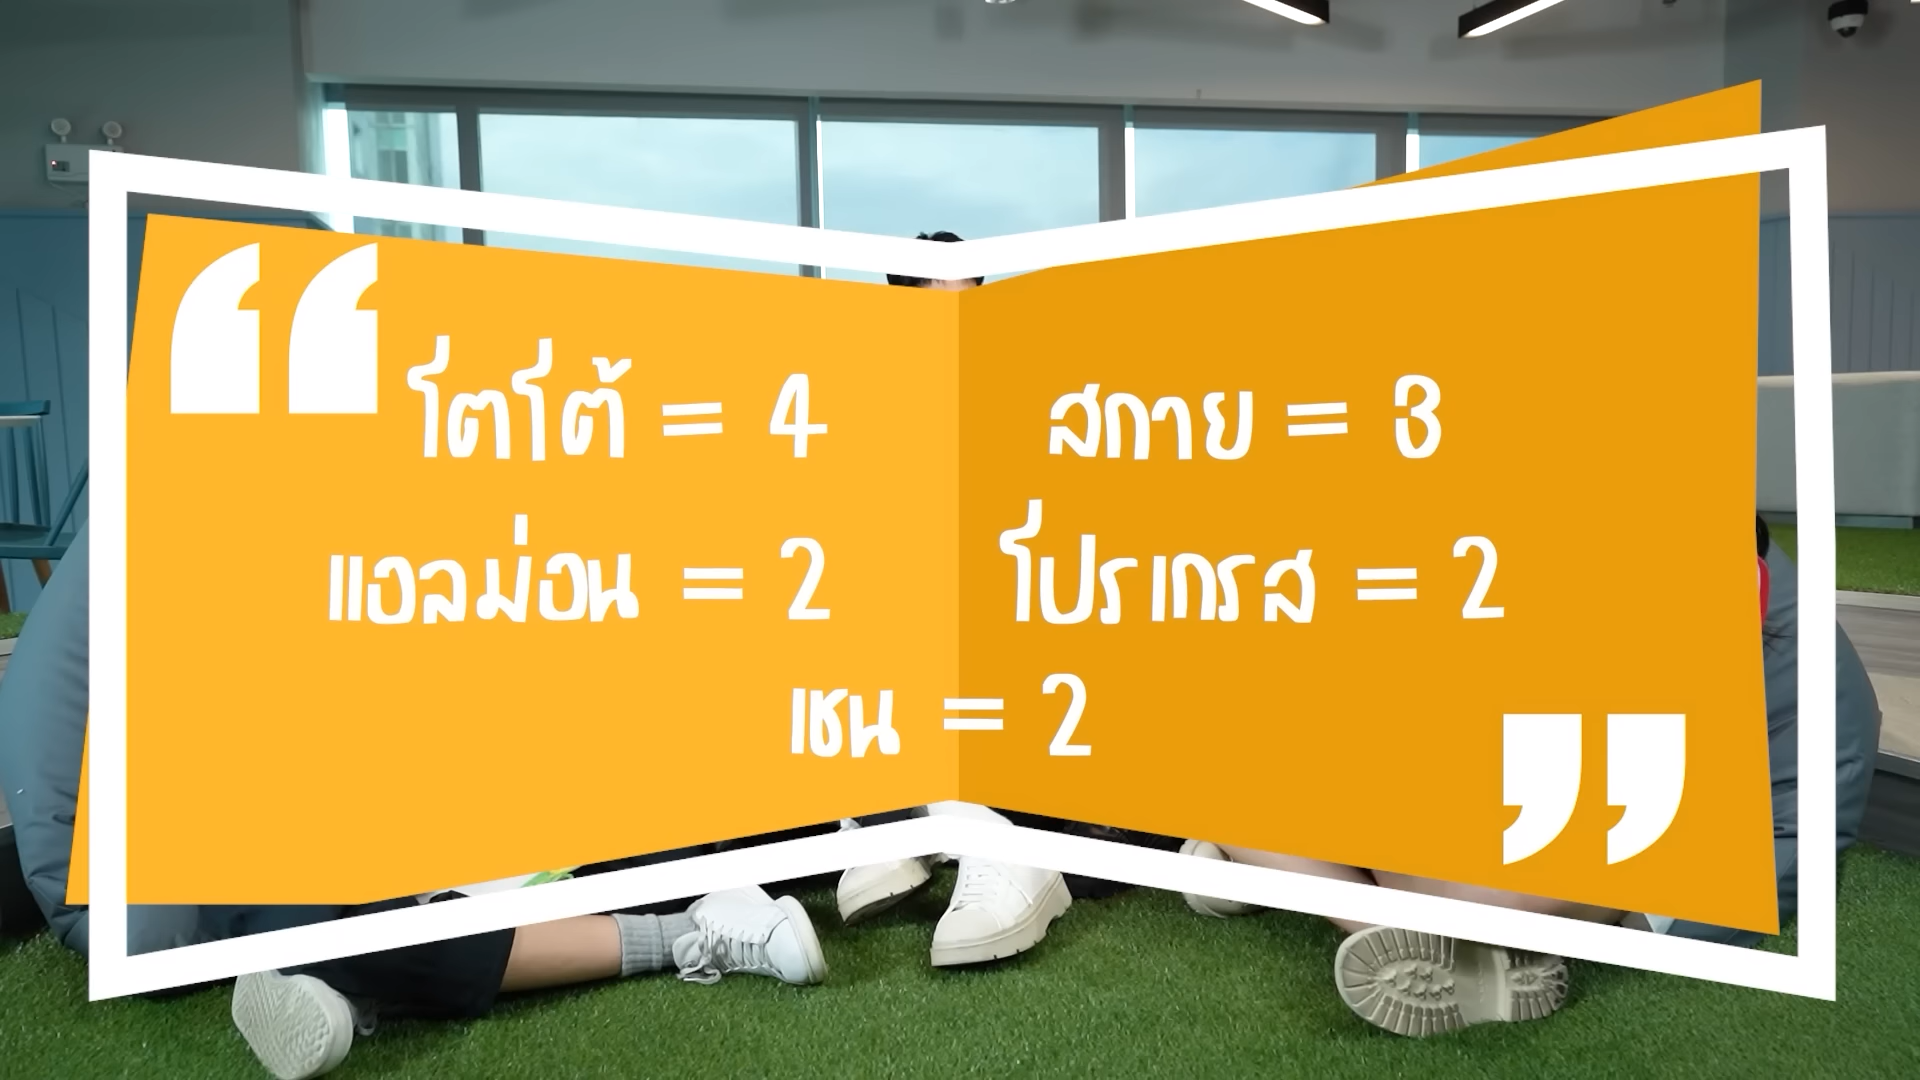 “โตโต้ = 4 สกาย = 3
แอลม่อน = 2 โปรเกรส = 2
เชน = 2”